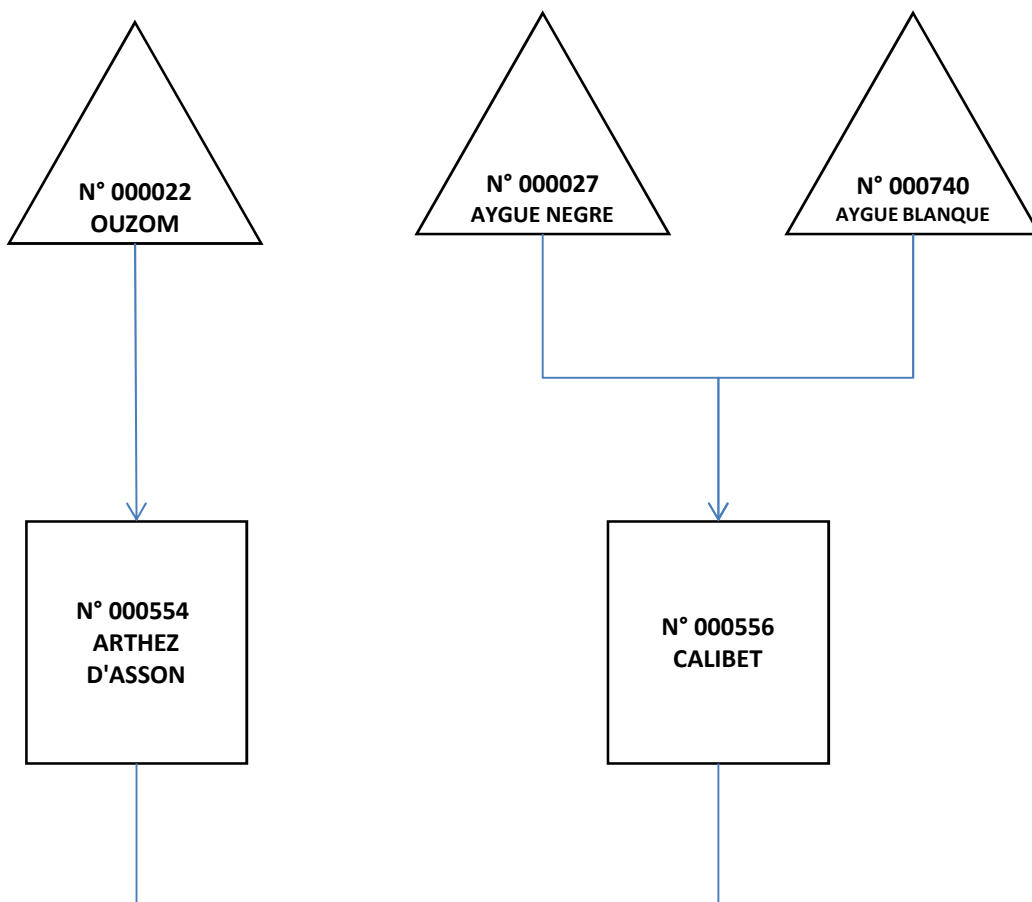 N° 000022
OUZOM
N° 000027
AYGUE NEGRE
N° 000740
AYGUE BLANQUE
N° 000554
ARTHEZ
D'ASSON
N° 000556
CALIBET